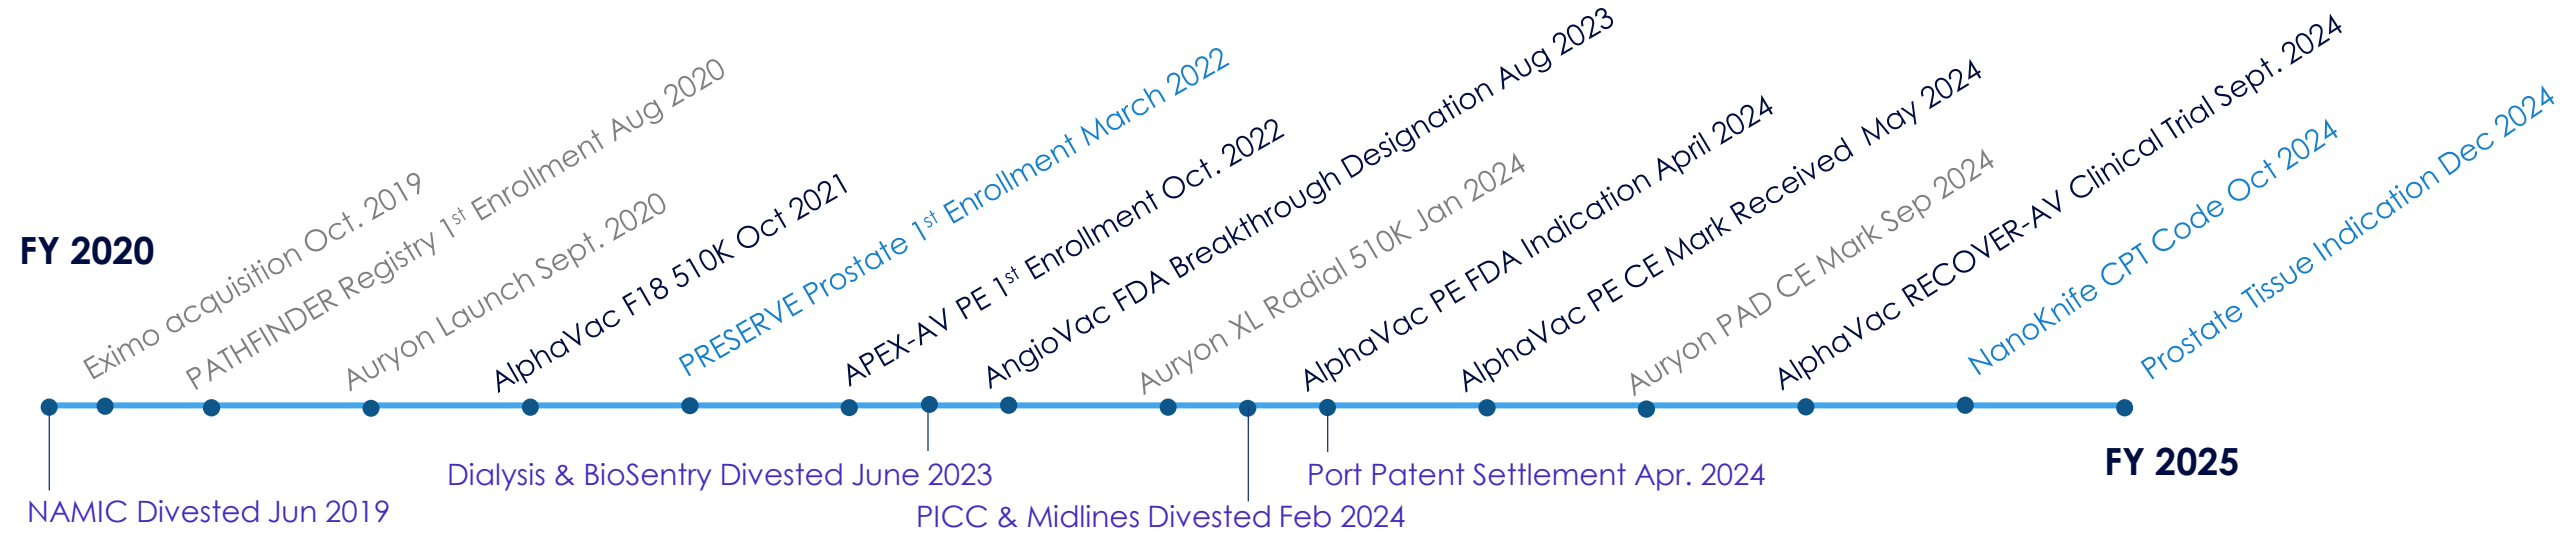 FY 2020
Eximo acquisition Oct. 2019
PATHFINDER Registry 1st Enrollment Aug 2020
Auryon Launch Sept. 2020
AlphaVac F18 510K Oct 2021
PRESERVE Prostate 1st Enrollment March 2022
APEX-AV PE 1st Enrollment Oct. 2022
AngioVac FDA Breakthrough Designation Aug 2023
Auryon XL Radial 510K Jan 2024
AlphaVac PE FDA Indication April 2024
AlphaVac PE CE Mark Received May 2024
Auryon PAD CE Mark Sep 2024
AlphaVac RECOVER-AV Clinical Trial Sept. 2024
NanoKnife CPT Code Oct 2024
Prostate Tissue Indication Dec 2024
NAMIC Divested Jun 2019
Dialysis & BioSentry Divested June 2023
PICC & Midlines Divested Feb 2024
Port Patent Settlement Apr. 2024
FY 2025